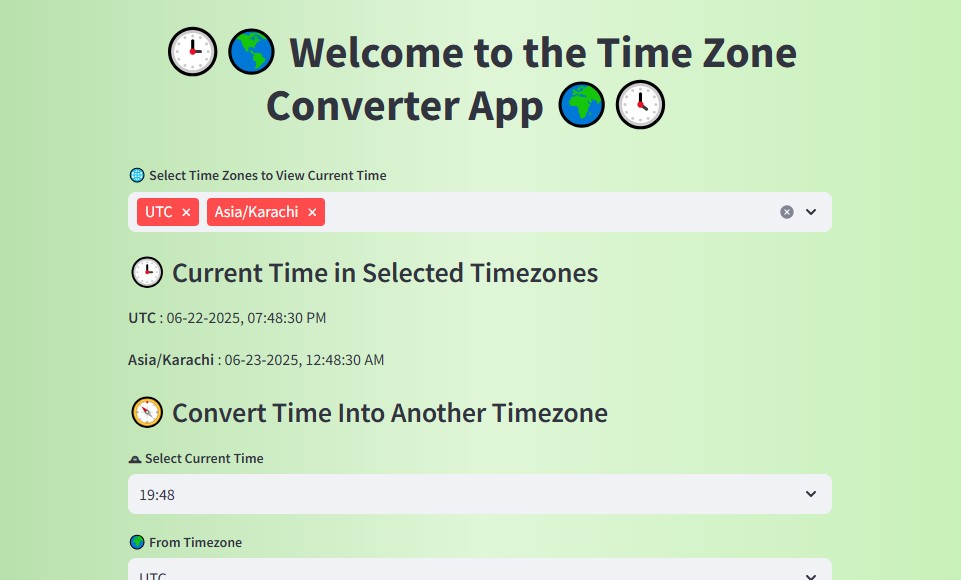 Welcome to the Time Zone
Converter App
Select Time Zones to View Current Time
UTC × Asia/Karachi ×
Current Time in Selected Timezones
UTC : 06-22-2025, 07:48:30 PM
Asia/Karachi : 06-23-2025, 12:48:30 AM
Convert Time Into Another Timezone
Select Current Time
19:48
From Timezone
UTC